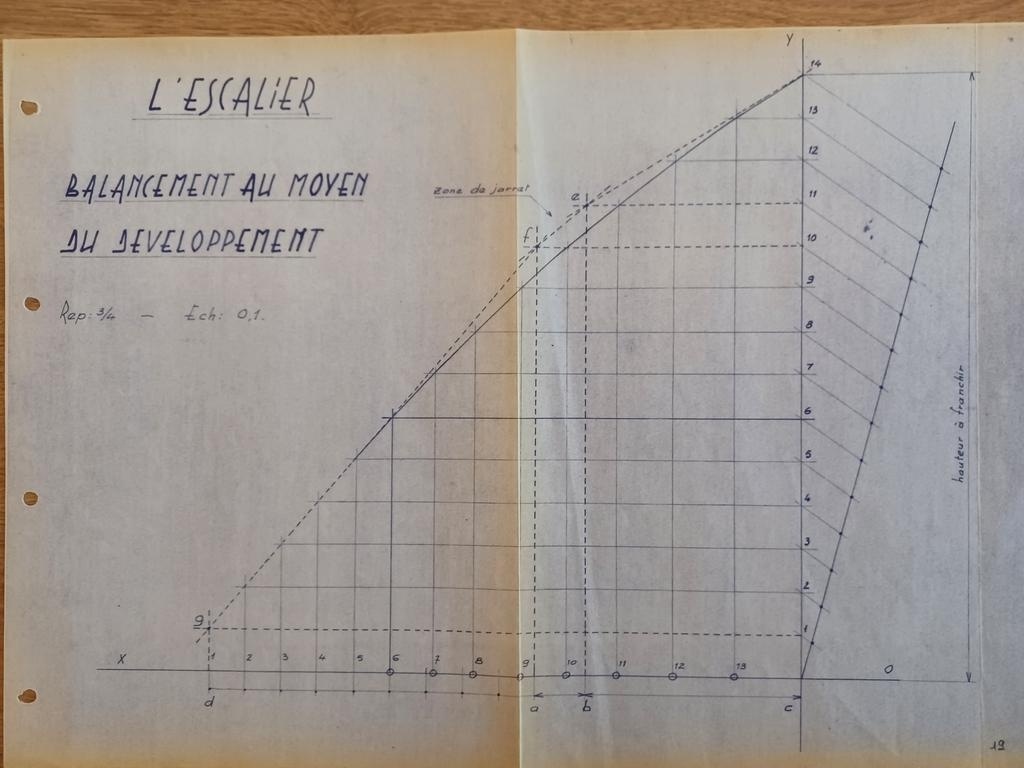 L'ESCALIER
BALANCEMENT AU MOYEN
DU DEVELOPPEMENT
Rep: 3/4 — Ech: 0,1.
zone de jarret
Y
14
13
12
11
10
9
8
7
6
5
4
3
2
1
e
f
g
hauteur à franchir
X
1 2 3 4 5 6 7 8 9 10 11 12 13
O
d a b c
19